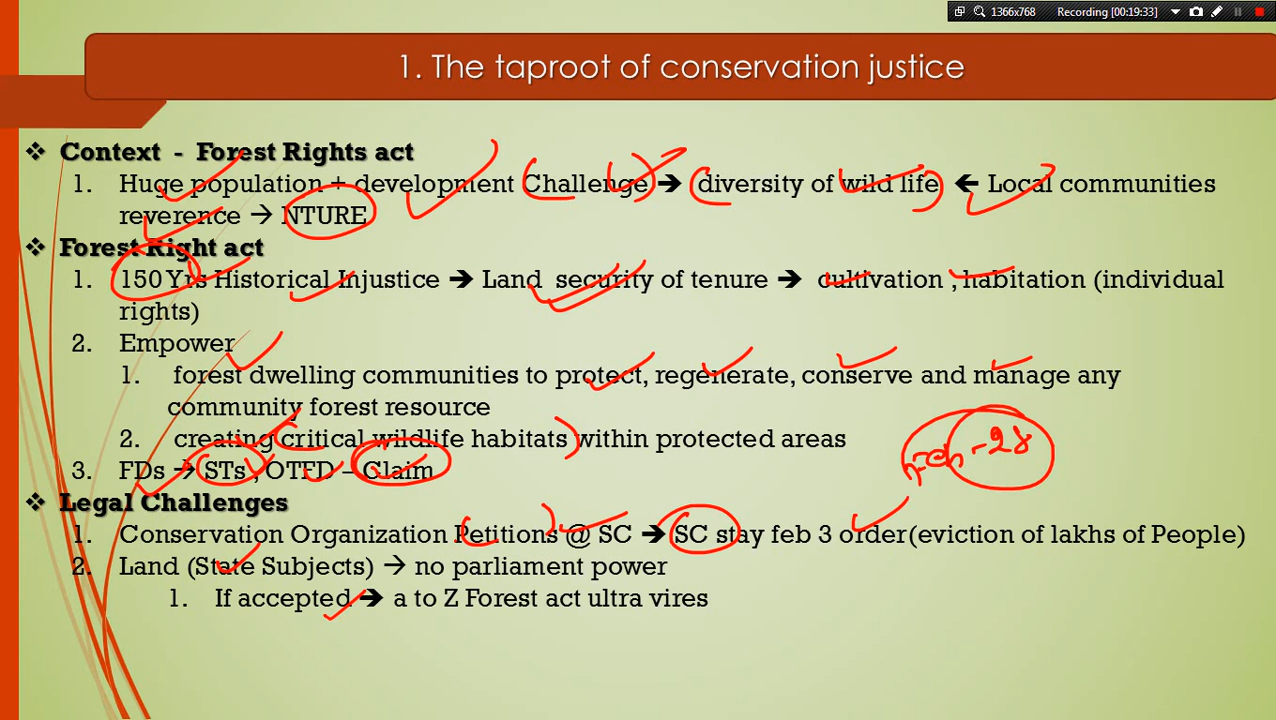 1366x768 Recording [00:19:33]
1. The taproot of conservation justice
❖ Context - Forest Rights act
1. Huge population + development Challenge ➔ diversity of wild life ← Local communities
reverence → NTURE
❖ Forest Right act
1. 150 Yrs Historical Injustice ➔ Land security of tenure ➔ cultivation , habitation (individual
rights)
2. Empower
1. forest dwelling communities to protect, regenerate, conserve and manage any
community forest resource
2. creating critical wildlife habitats within protected areas
3. FDs → STs , OTFD – Claim
-28
❖ Legal Challenges
1. Conservation Organization Petitions @ SC ➔ SC stay feb 3 order(eviction of lakhs of People)
2. Land (State Subjects) → no parliament power
1. If accepted ➔ a to Z Forest act ultra vires